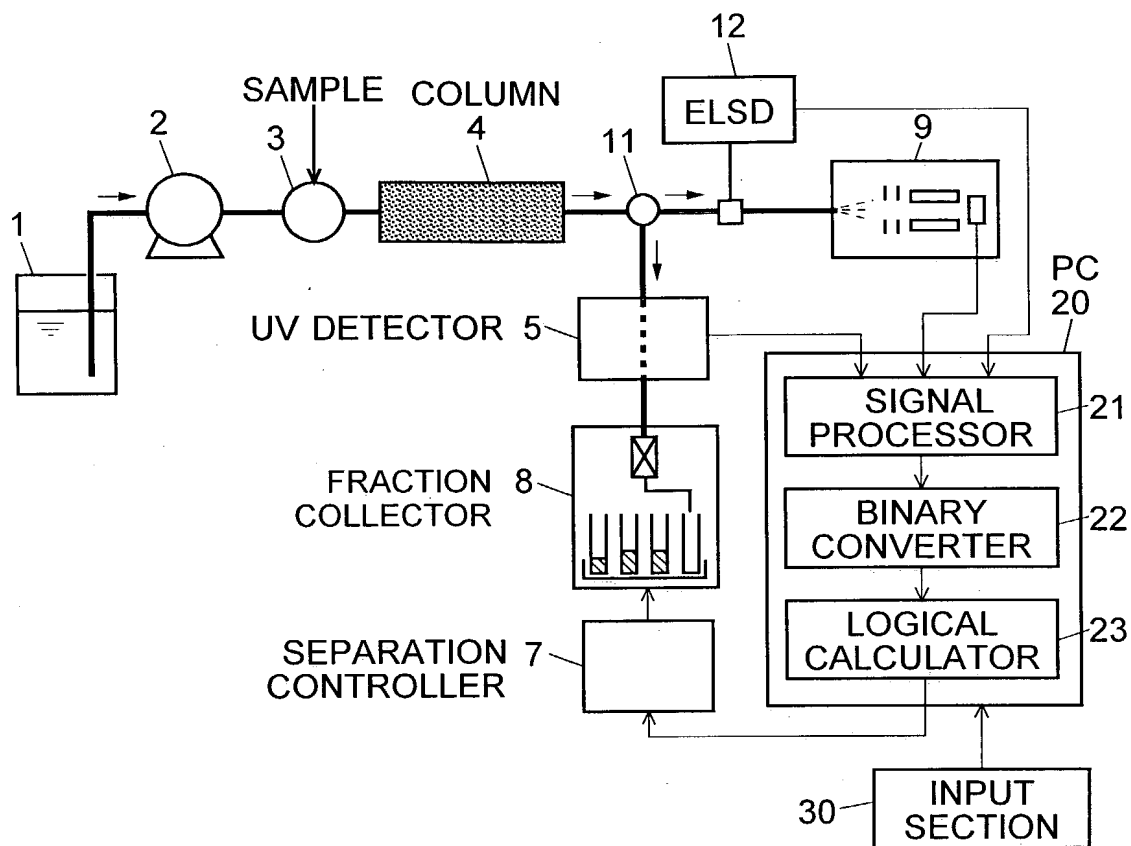 12
SAMPLE
COLUMN
ELSD
2
3
4
11
9
1
PC
20
UV DETECTOR 5
SIGNAL
PROCESSOR
21
FRACTION 8
COLLECTOR
BINARY
CONVERTER
22
LOGICAL
CALCULATOR
23
SEPARATION 7
CONTROLLER
30
INPUT
SECTION